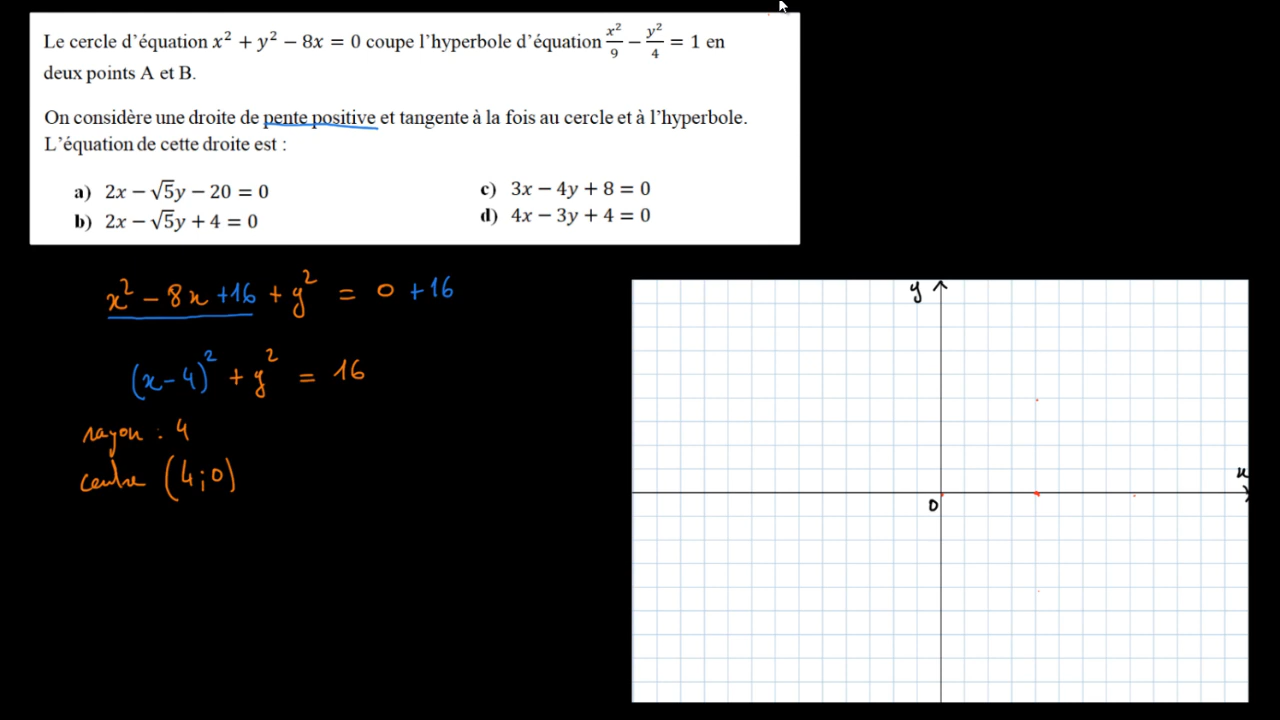 Le cercle d’équation x² + y² − 8x = 0 coupe l’hyperbole d’équation x²/9 − y²/4 = 1 en
deux points A et B.
On considère une droite de pente positive et tangente à la fois au cercle et à l’hyperbole.
L’équation de cette droite est :
a) 2x − √5y − 20 = 0
b) 2x − √5y + 4 = 0
c) 3x − 4y + 8 = 0
d) 4x − 3y + 4 = 0
x² − 8x + 16 + y² = 0 + 16
(x − 4)² + y² = 16
rayon : 4
centre (4;0)
y
x
0